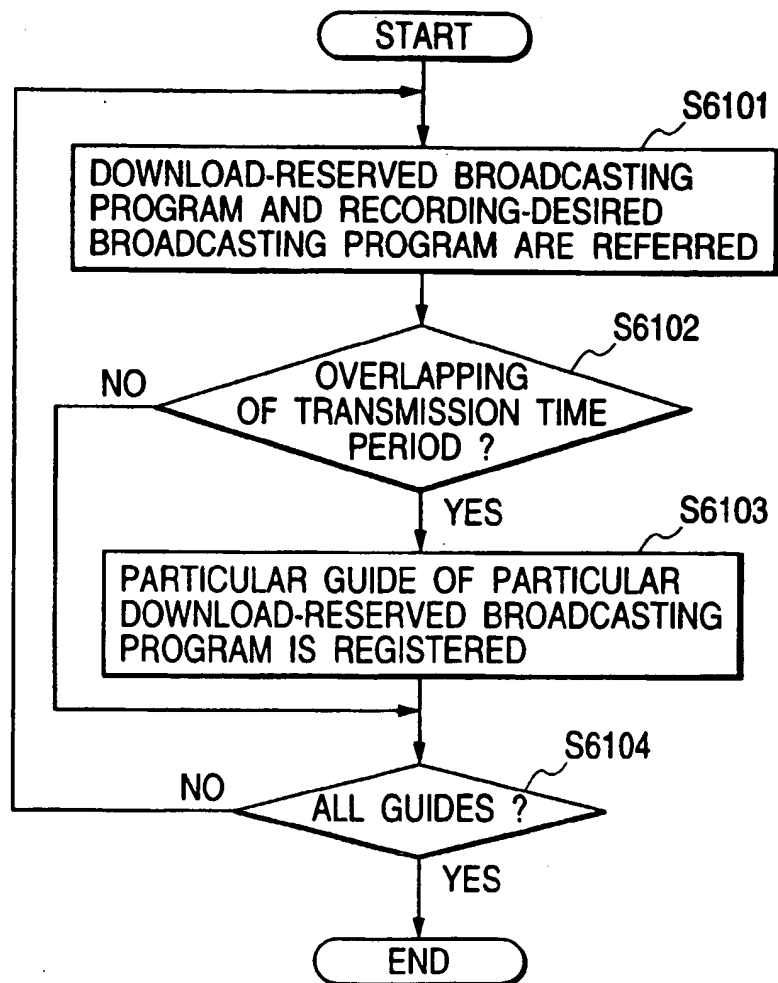 START
S6101
DOWNLOAD-RESERVED BROADCASTING
PROGRAM AND RECORDING-DESIRED
BROADCASTING PROGRAM ARE REFERRED
S6102
NO
OVERLAPPING
OF TRANSMISSION TIME
PERIOD ?
YES
S6103
PARTICULAR GUIDE OF PARTICULAR
DOWNLOAD-RESERVED BROADCASTING
PROGRAM IS REGISTERED
S6104
NO
ALL GUIDES ?
YES
END